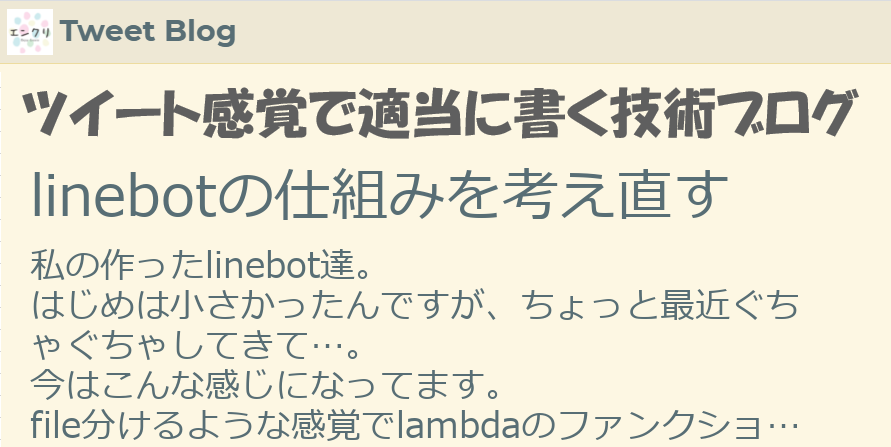 エンクリ Tweet Blog
ツイート感覚で適当に書く技術ブログ
linebotの仕組みを考え直す
私の作ったlinebot達。
はじめは小さかったんですが、ちょっと最近ぐち
ゃぐちゃしてきて…。
今はこんな感じになってます。
file分けるような感覚でlambdaのファンクショ…